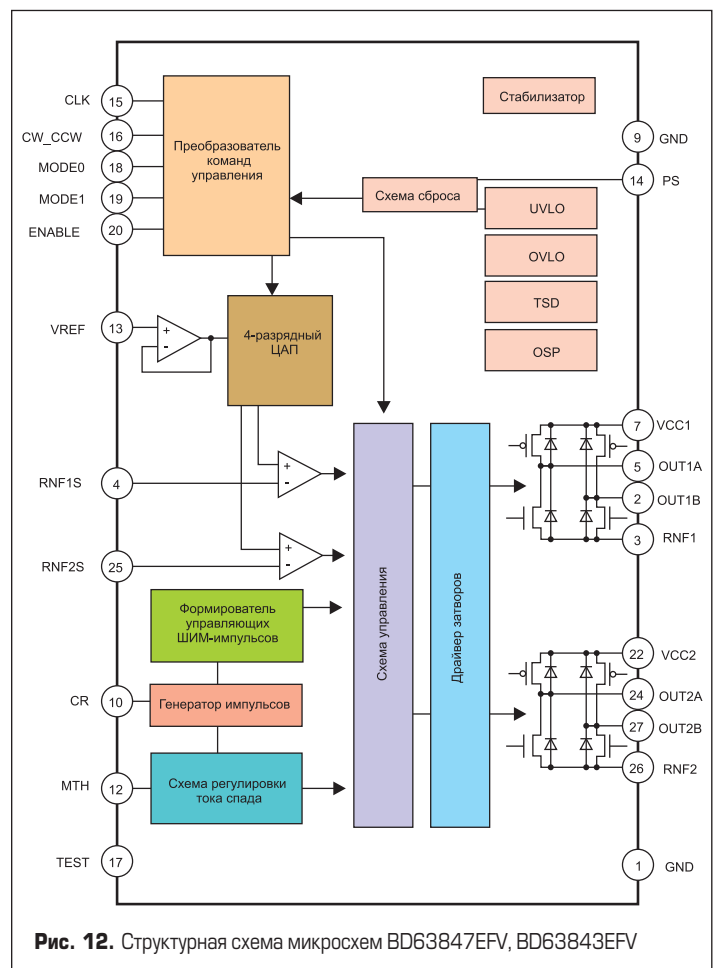 CLK
15
CW_CCW
16
MODE0
18
MODE1
19
ENABLE
20
Преобразователь
команд
управления
Стабилизатор
9
GND
14
PS
Схема сброса
UVLO
OVLO
TSD
OSP
VREF
13
+
-
4-разрядный
ЦАП
RNF1S
4
+
-
RNF2S
25
+
-
Формирователь
управляющих
ШИМ-импульсов
CR
10
Генератор импульсов
MTH
12
Схема регулировки
тока спада
TEST
17
Схема управления
Драйвер затворов
7
VCC1
5
OUT1A
2
OUT1B
3
RNF1
22
VCC2
24
OUT2A
27
OUT2B
26
RNF2
1
GND
Рис. 12. Структурная схема микросхем BD63847EFV, BD63843EFV